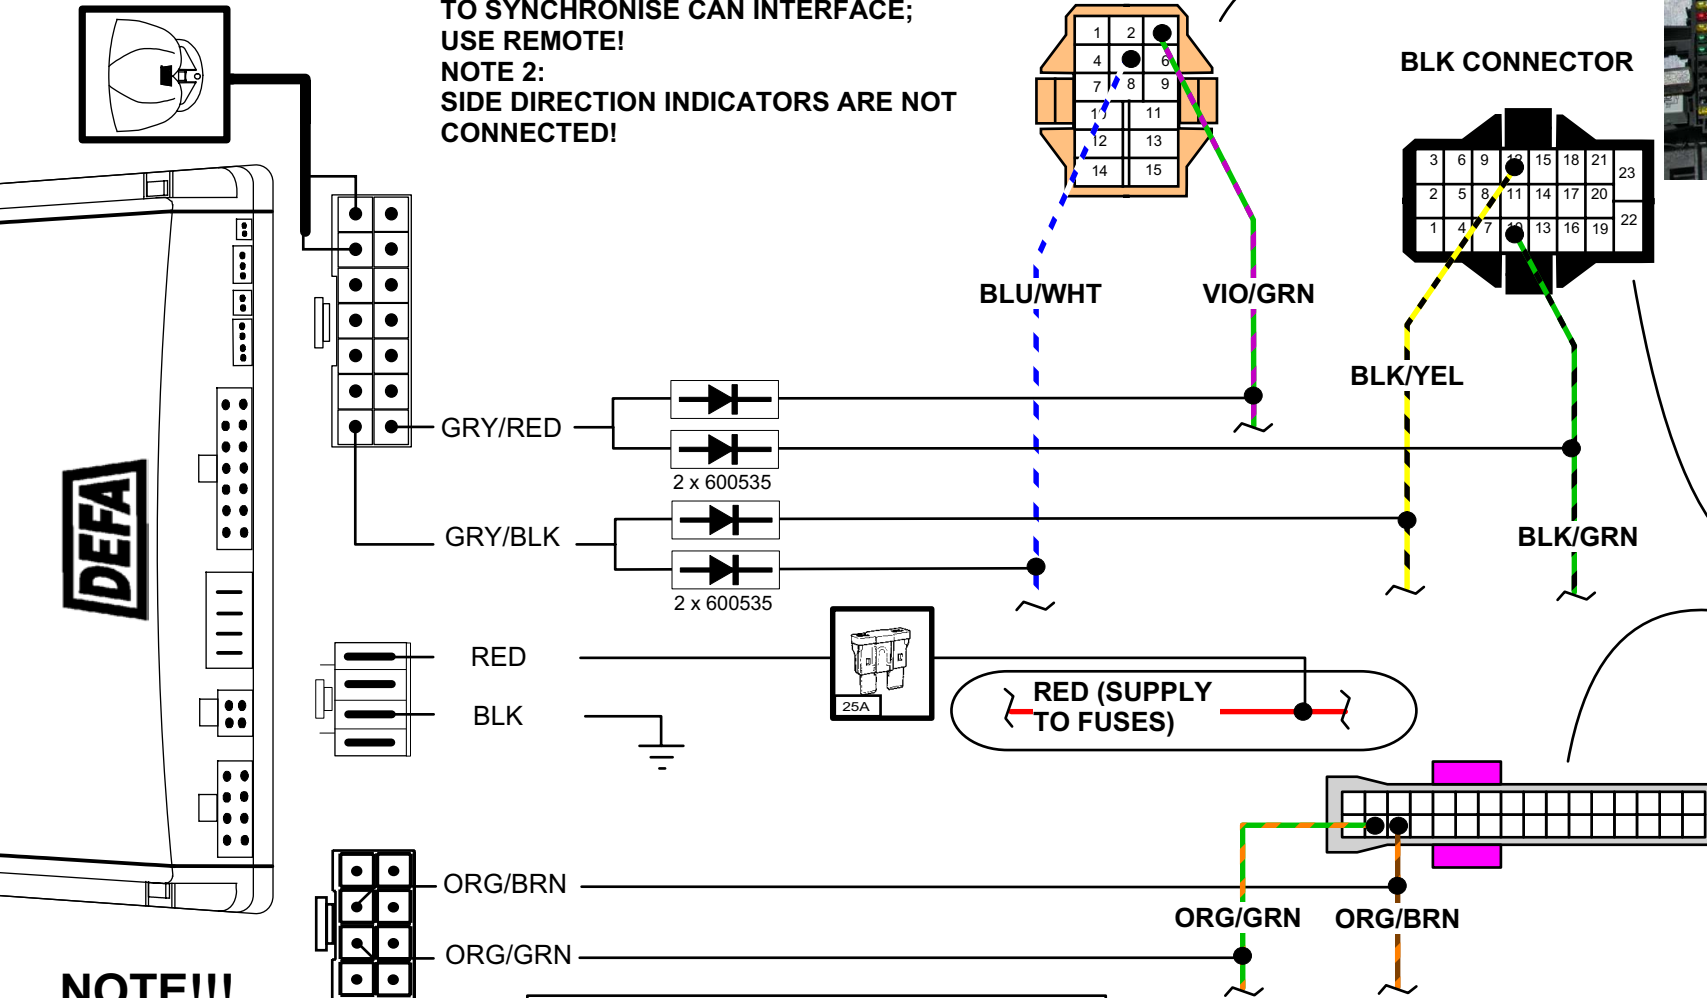 TO SYNCHRONISE CAN INTERFACE;
USE REMOTE!
NOTE 2:
SIDE DIRECTION INDICATORS ARE NOT
CONNECTED!
1 2
4 6
7 8 9
11
12 13
14 15
BLK CONNECTOR
3 6 9 12 15 18 21
23
2 5 8 11 14 17 20
22
1 4 7 10 13 16 19
BLU/WHT
VIO/GRN
BLK/YEL
GRY/RED
2 x 600535
GRY/BLK
BLK/GRN
2 x 600535
DEFA
RED
25A
RED (SUPPLY
TO FUSES)
BLK
ORG/BRN
ORG/GRN
ORG/BRN
ORG/GRN
NOTE!!!